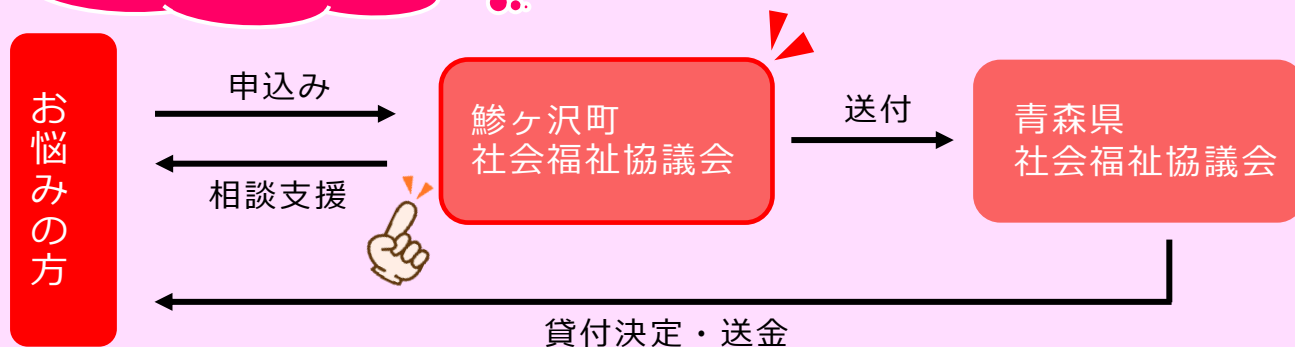 お悩みの方
申込み
相談支援
鰺ヶ沢町
社会福祉協議会
送付
青森県
社会福祉協議会
貸付決定・送金